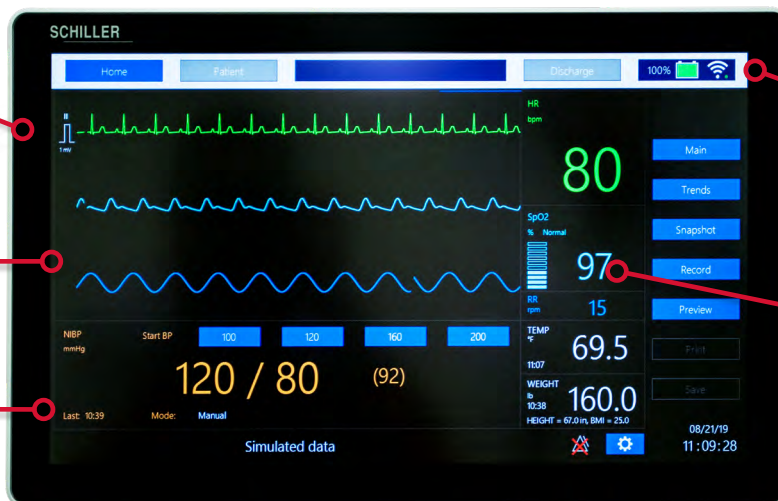 SCHILLER
Home Patient Discharge 100%
II
1 mV
HR
bpm
80
SpO2
% Normal
97
RR
rpm
15
NIBP
mmHg
Start BP 100 120 160 200
120 / 80 (92)
Last: 10:39 Mode: Manual
TEMP
°F
11:07
69.5
WEIGHT
lb
10:38
160.0
HEIGHT = 67.0 in, BMI = 25.0
Main
Trends
Snapshot
Record
Preview
Print
Save
Simulated data
08/21/19
11:09:28